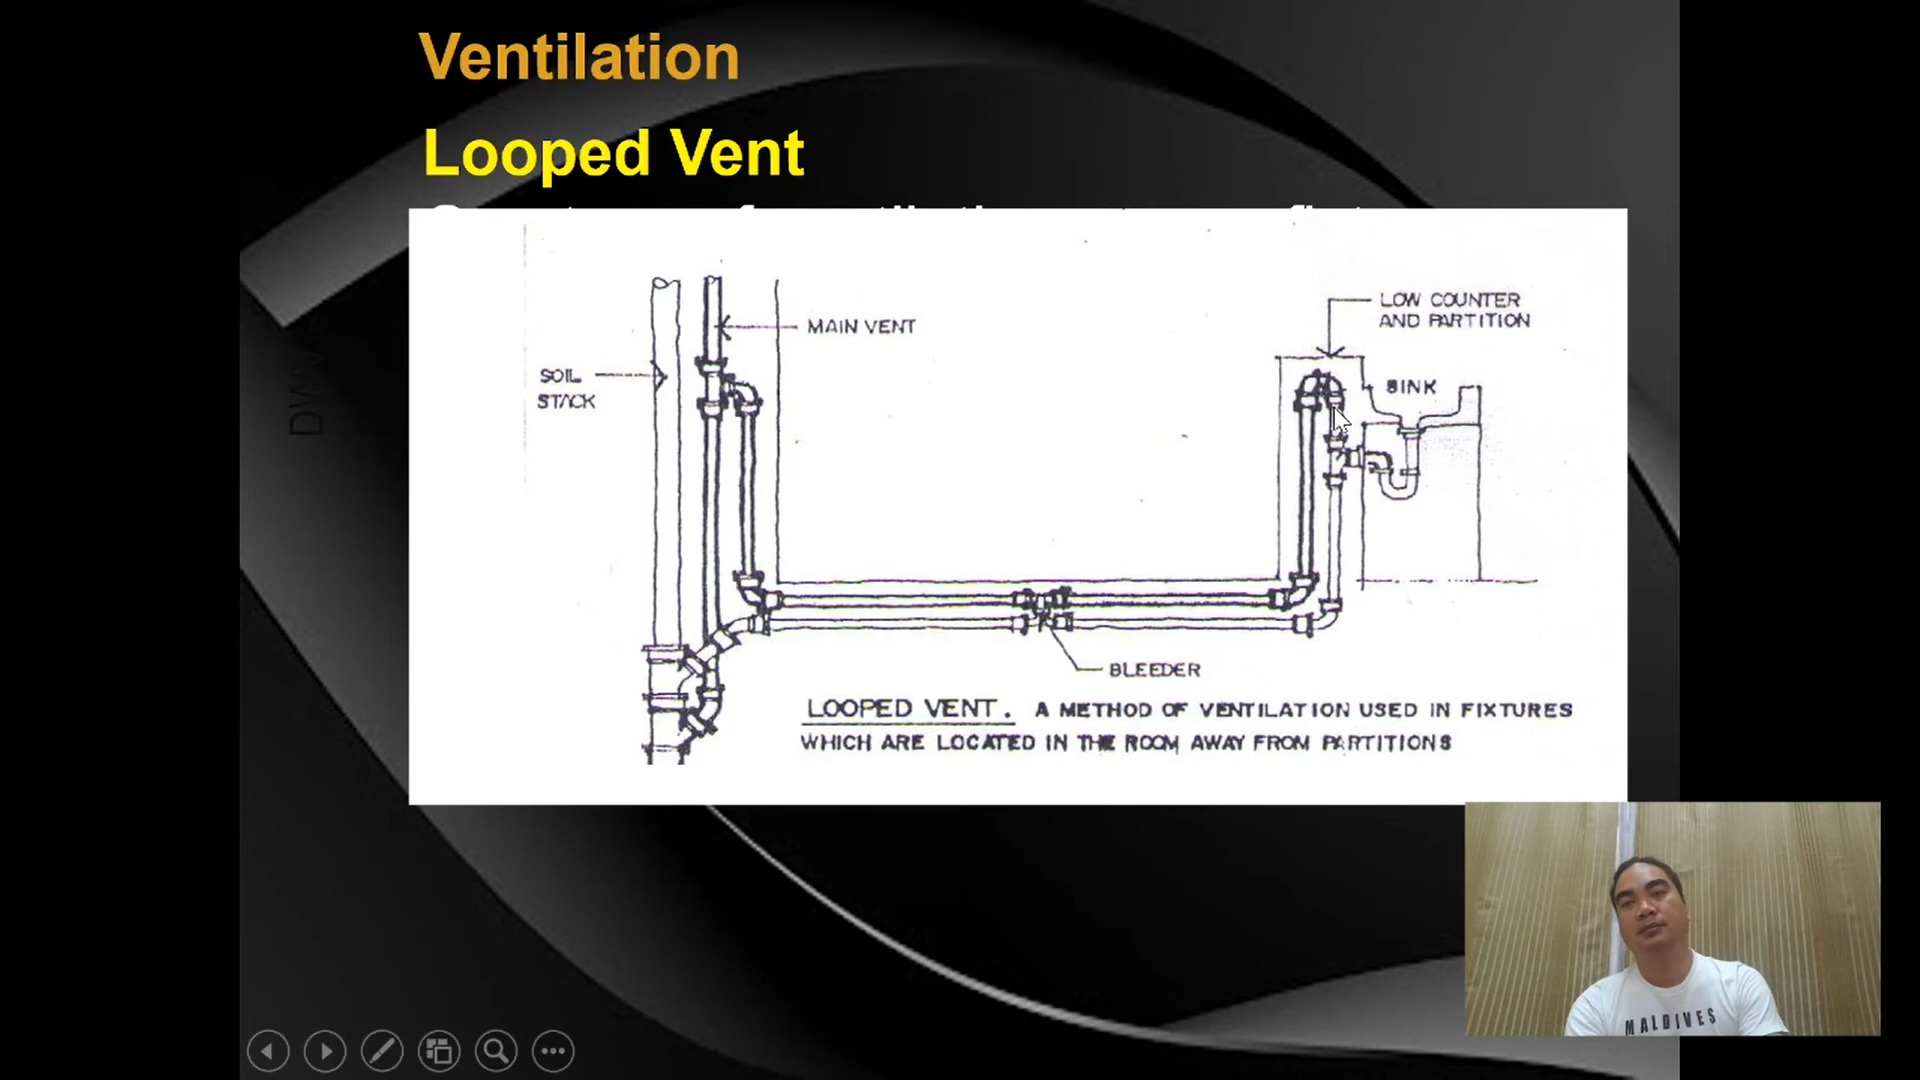 Ventilation
Looped Vent
MAIN VENT
LOW COUNTER
AND PARTITION
SOIL
STACK
SINK
BLEEDER
LOOPED VENT. A METHOD OF VENTILATION USED IN FIXTURES
WHICH ARE LOCATED IN THE ROOM AWAY FROM PARTITIONS
MALDIVES